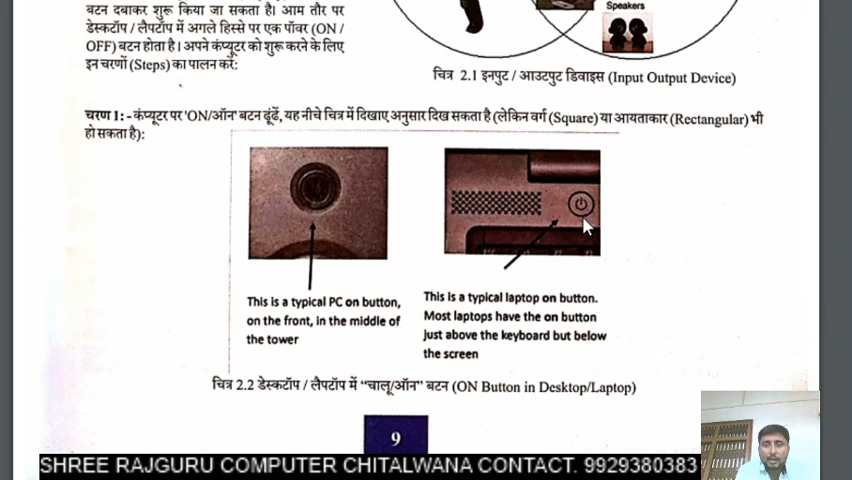 बटन दबाकर शुरू किया जा सकता है। आम तौर पर
डेस्कटॉप / लैपटॉप में अगले हिस्से पर एक पॉवर (ON /
OFF) बटन होता है। अपने कंप्यूटर को शुरू करने के लिए
इन चरणों (Steps) का पालन करें:
Speakers
चित्र 2.1 इनपुट / आउटपुट डिवाइस (Input Output Device)
चरण 1: - कंप्यूटर पर 'ON/ऑन' बटन ढूंढें, यह नीचे चित्र में दिखाए अनुसार दिख सकता है (लेकिन वर्ग (Square) या आयताकार (Rectangular) भी
हो सकता है):
This is a typical PC on button,
on the front, in the middle of
the tower
This is a typical laptop on button.
Most laptops have the on button
just above the keyboard but below
the screen
चित्र 2.2 डेस्कटॉप / लैपटॉप में “चालू/ऑन” बटन (ON Button in Desktop/Laptop)
9
SHREE RAJGURU COMPUTER CHITALWANA CONTACT. 9929380383